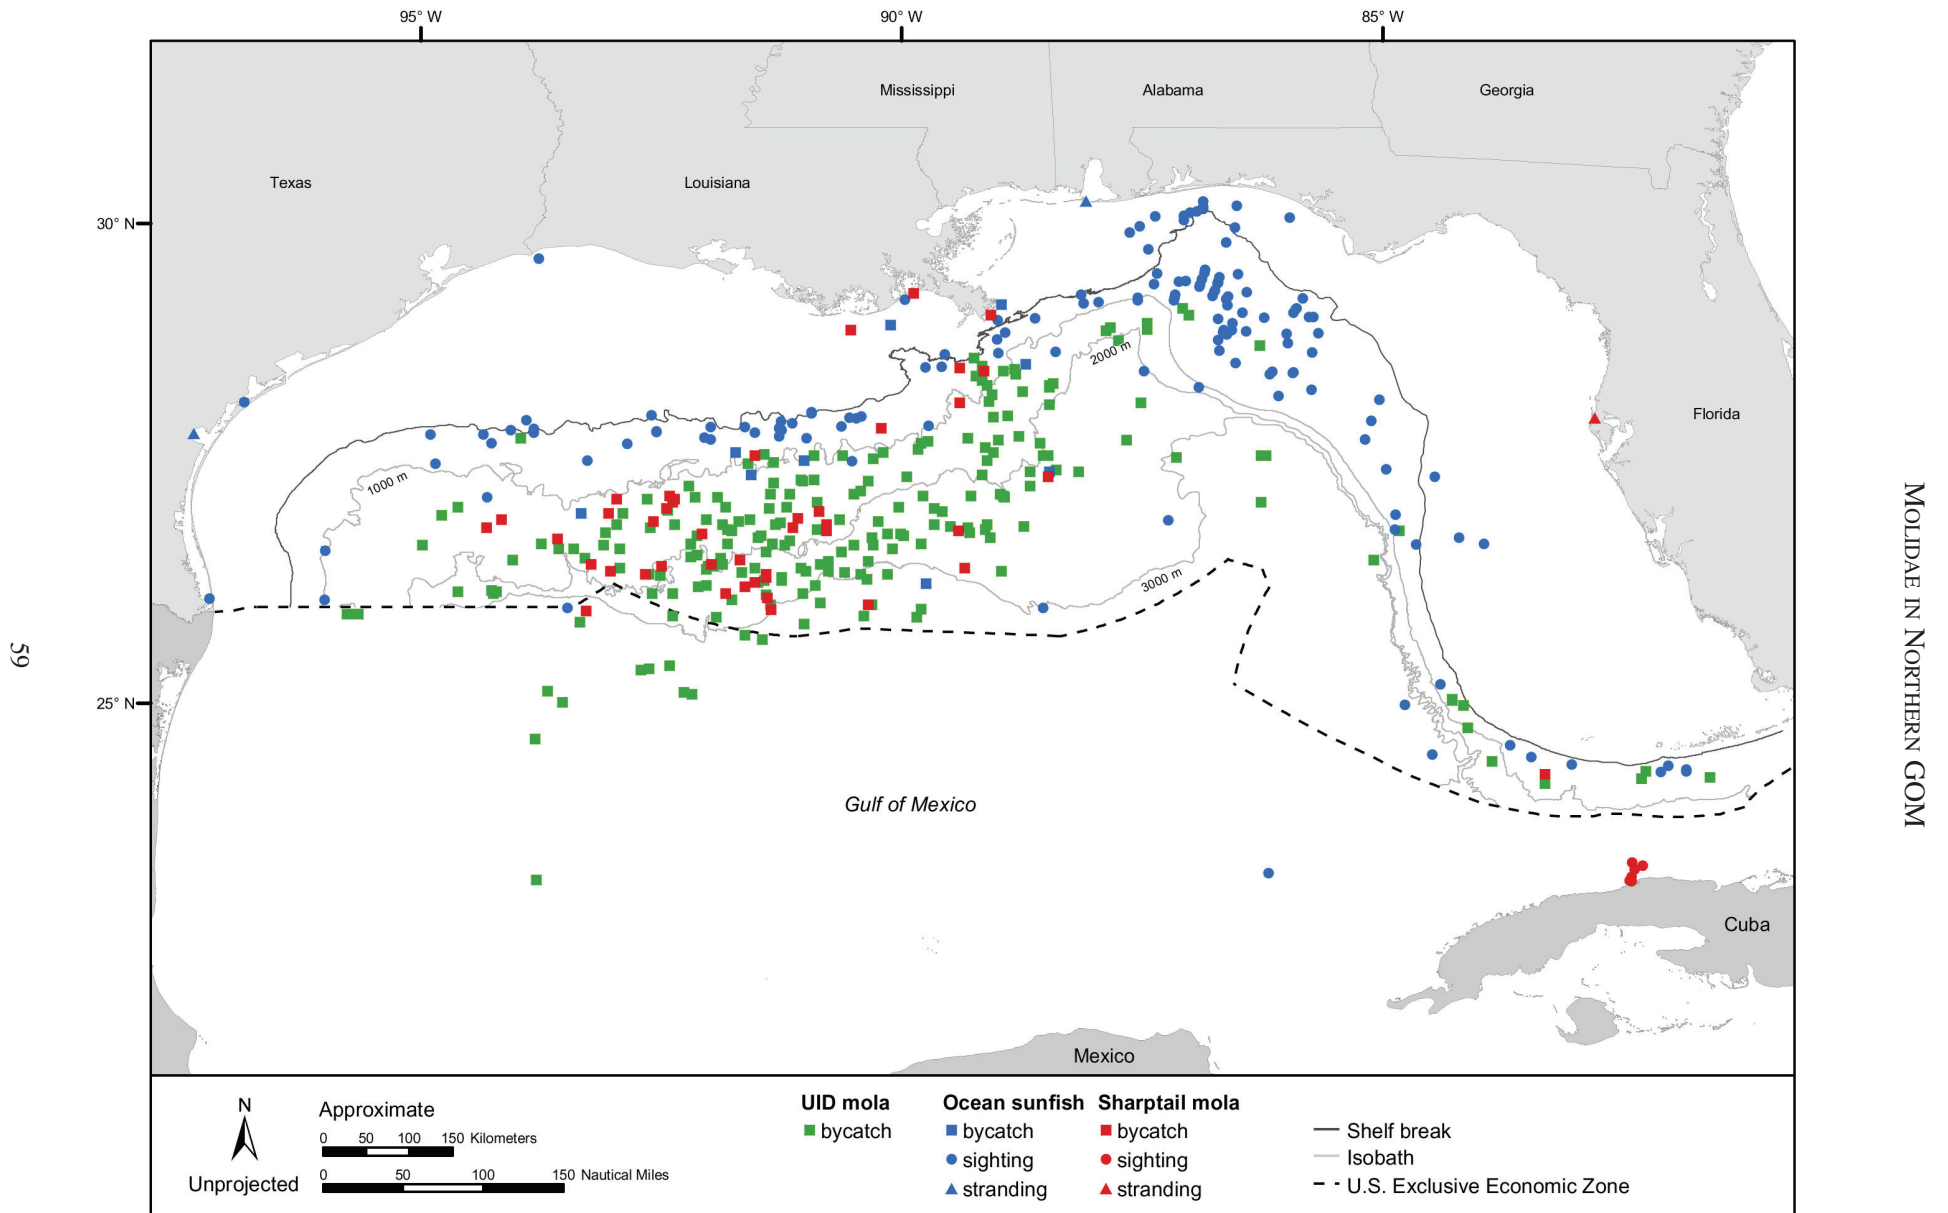 95° W
90° W
85° W
Mississippi
Alabama
Georgia
Texas
Louisiana
30° N
2000 m
Florida
1000 m
3000 m
MOLIDAE IN NORTHERN GOM
59
25° N
Gulf of Mexico
Cuba
Mexico
N
Unprojected
Approximate
0 50 100 150 Kilometers
0 50 100 150 Nautical Miles
UID mola
bycatch
Ocean sunfish
bycatch
sighting
stranding
Sharptail mola
bycatch
sighting
stranding
Shelf break
Isobath
U.S. Exclusive Economic Zone